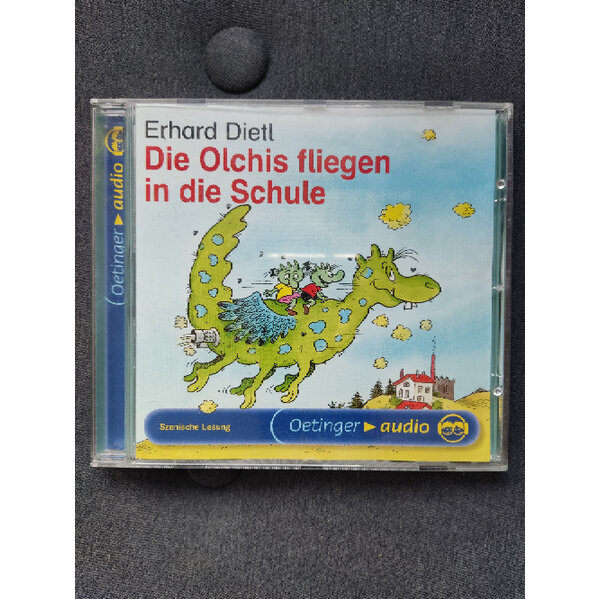 Erhard Dietl
Die Olchis fliegen
in die Schule
Oetinger audio
Szenische Lesung
Oetinger audio